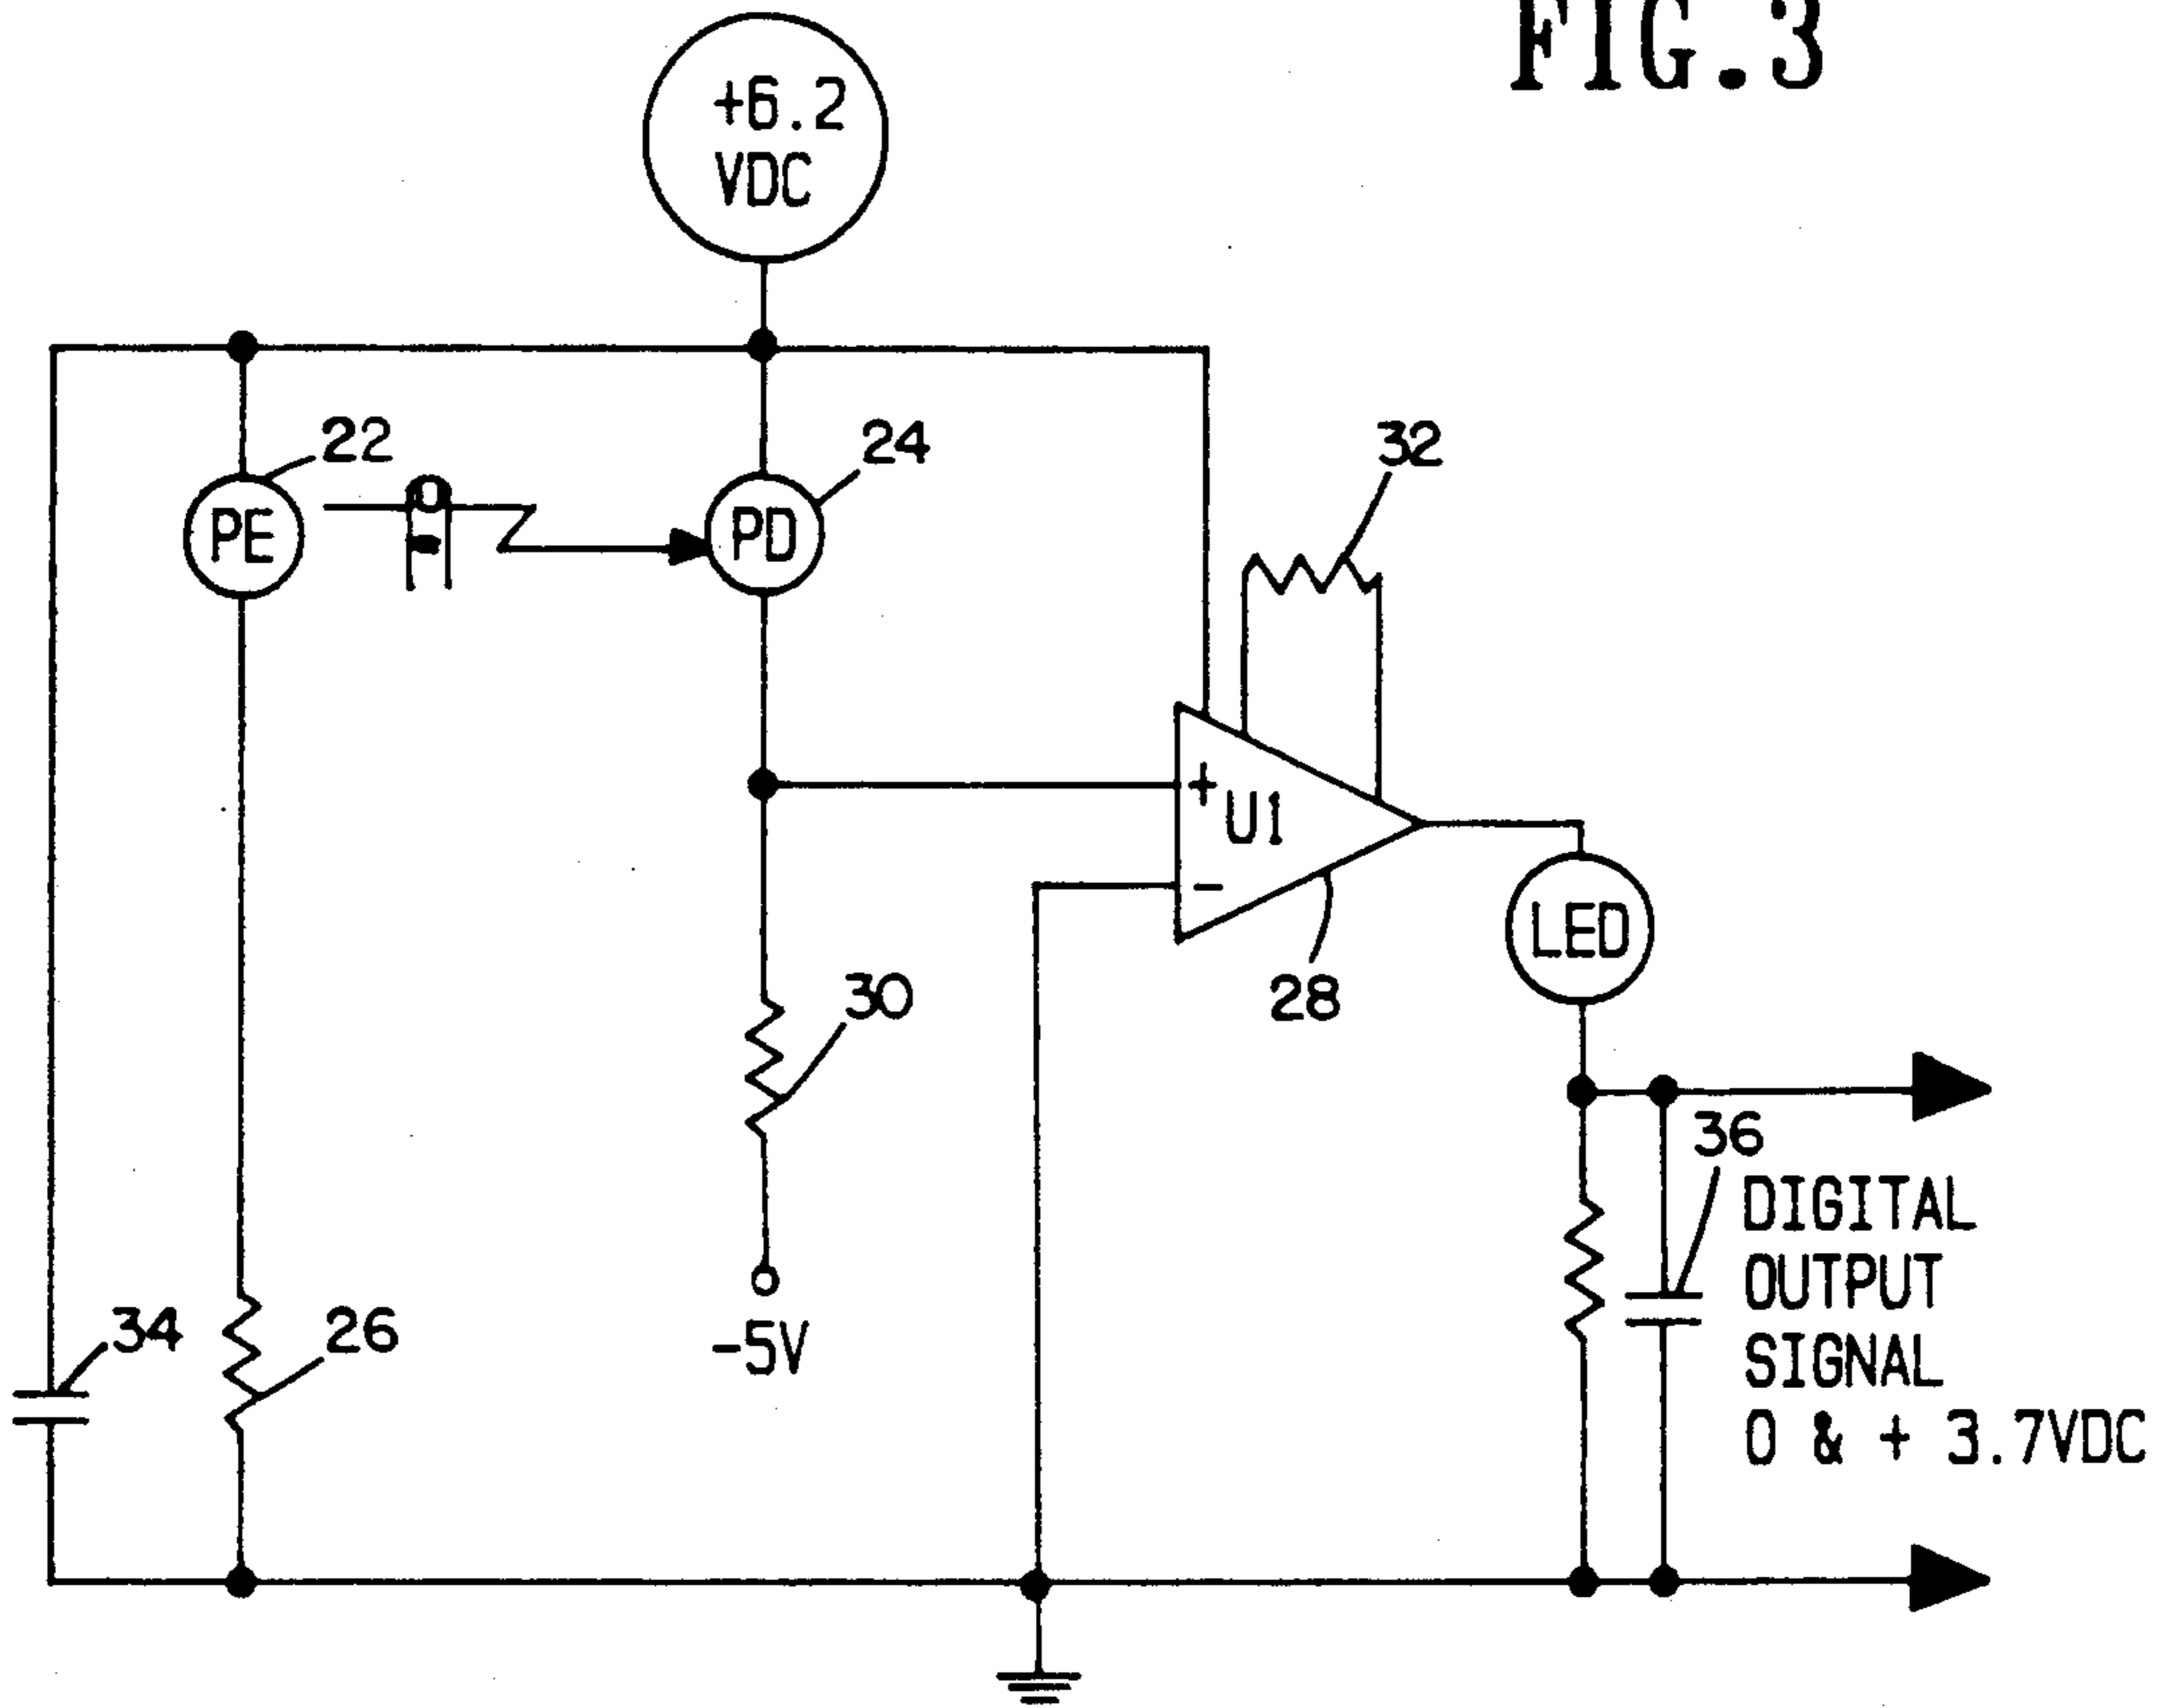 FIG.3
+6.2
VDC
22
24
32
PE
PD
+
U1
-
28
LED
30
36
DIGITAL
OUTPUT
SIGNAL
0 & + 3.7VDC
-5V
34
26